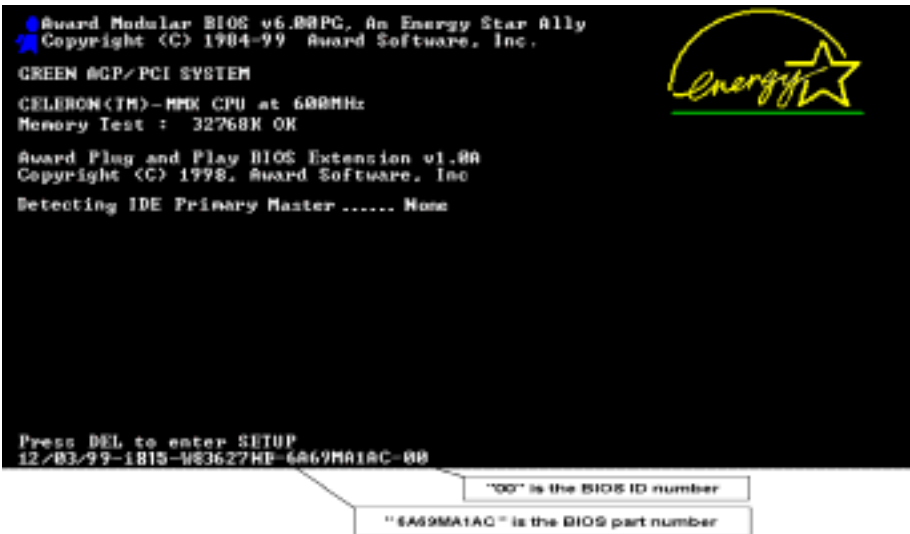 Award Modular BIOS v6.00PG, An Energy Star Ally
Copyright (C) 1984-99 Award Software, Inc.
energy
GREEN AGP/PCI SYSTEM
CELERON(TM)-MMX CPU at 600MHz
Memory Test : 32768K OK
Award Plug and Play BIOS Extension v1.0A
Copyright (C) 1998, Award Software, Inc
Detecting IDE Primary Master ...... None
Press DEL to enter SETUP
12/03/99-i815-W83627HF-6A69MA1AC-00
"00" is the BIOS ID number
"6A69MA1AC" is the BIOS part number